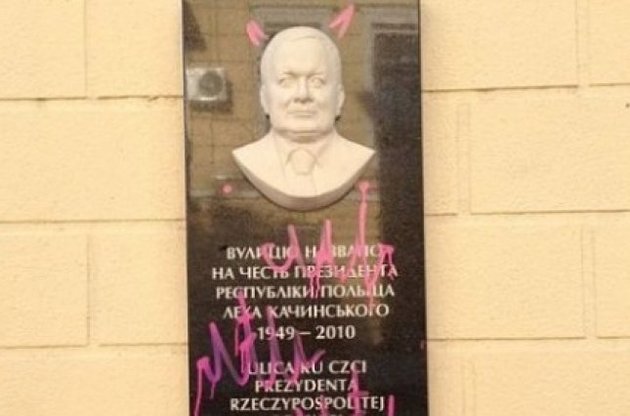 ВУЛИЦЮ НАЗВАНО
НА ЧЕСТЬ ПРЕЗИДЕНТА
РЕСПУБЛІКИ ПОЛЬЩА
ЛЕХА КАЧИНСЬКОГО
1949 – 2010
ULICA KU CZCI
PREZYDENTA
RZECZYPOSPOLITEJ